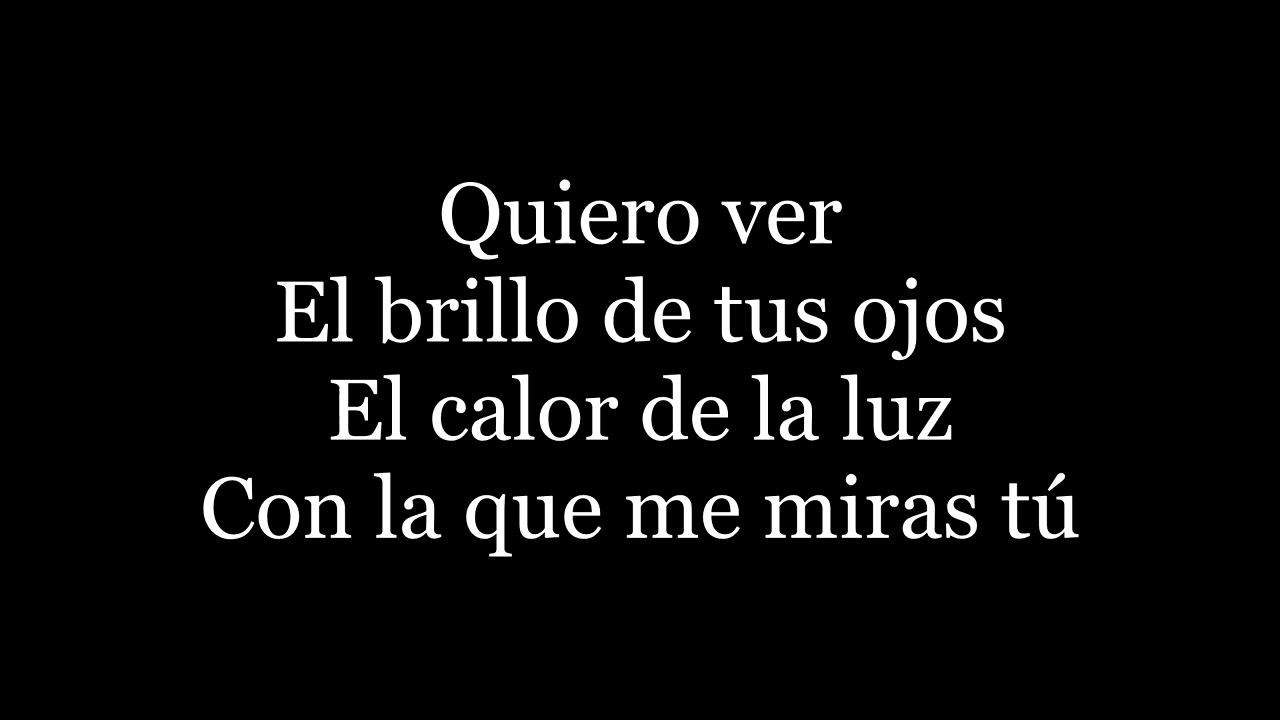 Quiero ver
El brillo de tus ojos
El calor de la luz
Con la que me miras tú